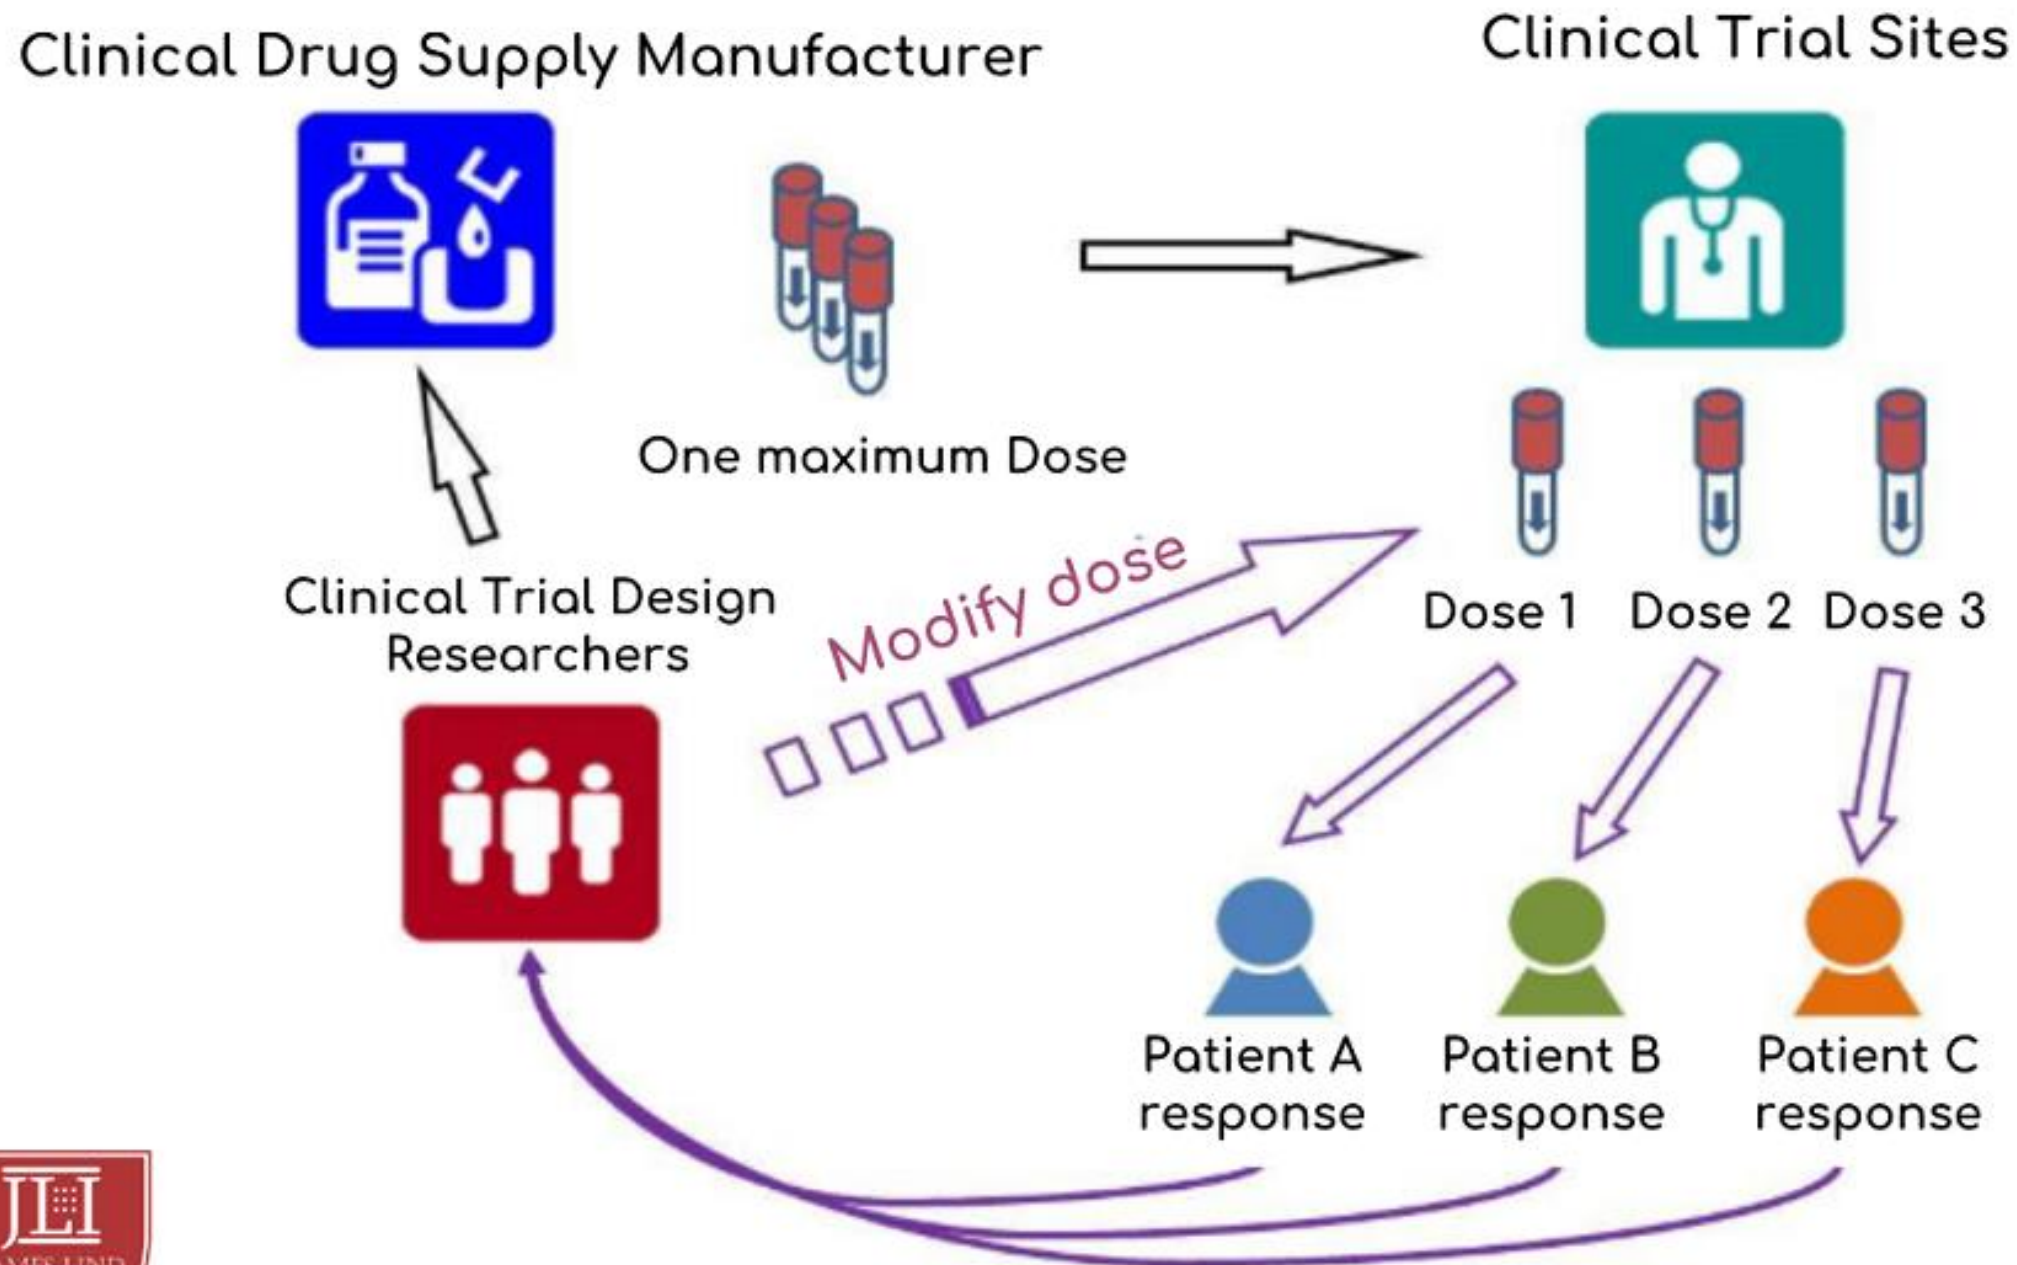 Clinical Drug Supply Manufacturer
Clinical Trial Sites
One maximum Dose
Clinical Trial Design
Researchers
Modify dose
Dose 1
Dose 2
Dose 3
Patient A
response
Patient B
response
Patient C
response
JLI